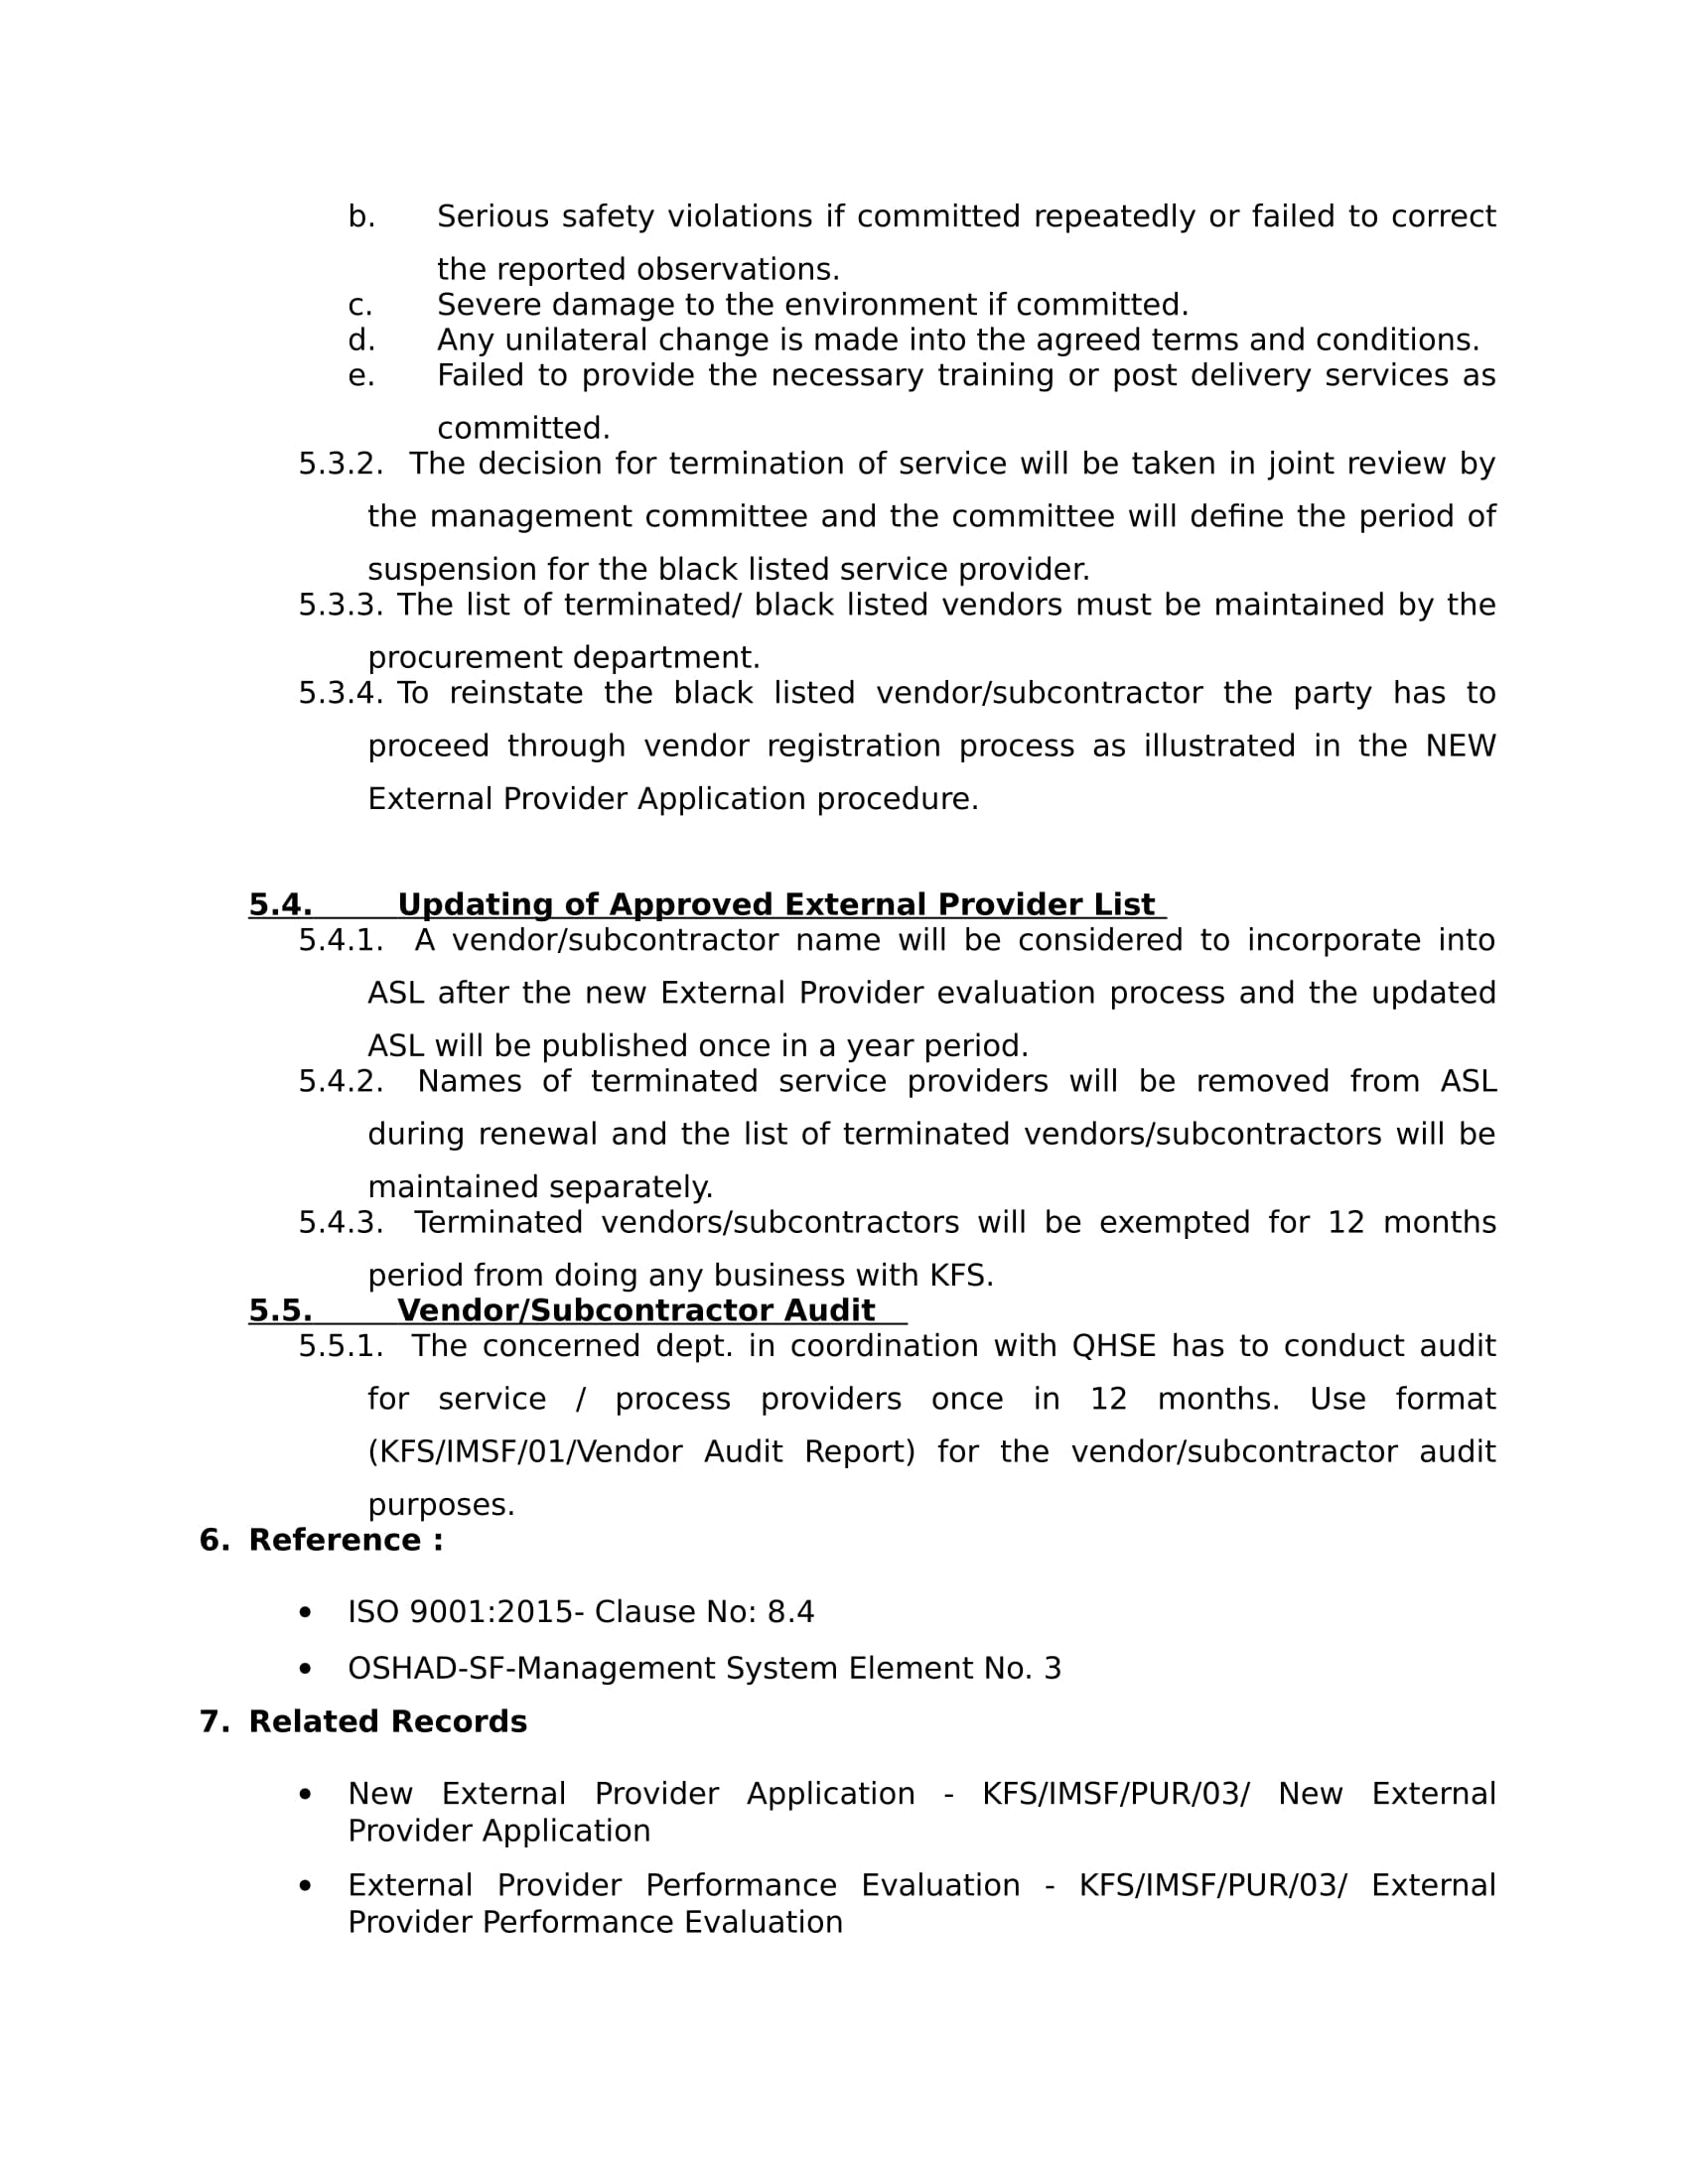 b. Serious safety violations if committed repeatedly or failed to correct
the reported observations.
c. Severe damage to the environment if committed.
d. Any unilateral change is made into the agreed terms and conditions.
e. Failed to provide the necessary training or post delivery services as
committed.
5.3.2. The decision for termination of service will be taken in joint review by
the management committee and the committee will define the period of
suspension for the black listed service provider.
5.3.3. The list of terminated/ black listed vendors must be maintained by the
procurement department.
5.3.4. To reinstate the black listed vendor/subcontractor the party has to
proceed through vendor registration process as illustrated in the NEW
External Provider Application procedure.
5.4. Updating of Approved External Provider List
5.4.1. A vendor/subcontractor name will be considered to incorporate into
ASL after the new External Provider evaluation process and the updated
ASL will be published once in a year period.
5.4.2. Names of terminated service providers will be removed from ASL
during renewal and the list of terminated vendors/subcontractors will be
maintained separately.
5.4.3. Terminated vendors/subcontractors will be exempted for 12 months
period from doing any business with KFS.
5.5. Vendor/Subcontractor Audit
5.5.1. The concerned dept. in coordination with QHSE has to conduct audit
for service / process providers once in 12 months. Use format
(KFS/IMSF/01/Vendor Audit Report) for the vendor/subcontractor audit
purposes.
6. Reference :
• ISO 9001:2015- Clause No: 8.4
• OSHAD-SF-Management System Element No. 3
7. Related Records
• New External Provider Application - KFS/IMSF/PUR/03/ New External
Provider Application
• External Provider Performance Evaluation - KFS/IMSF/PUR/03/ External
Provider Performance Evaluation